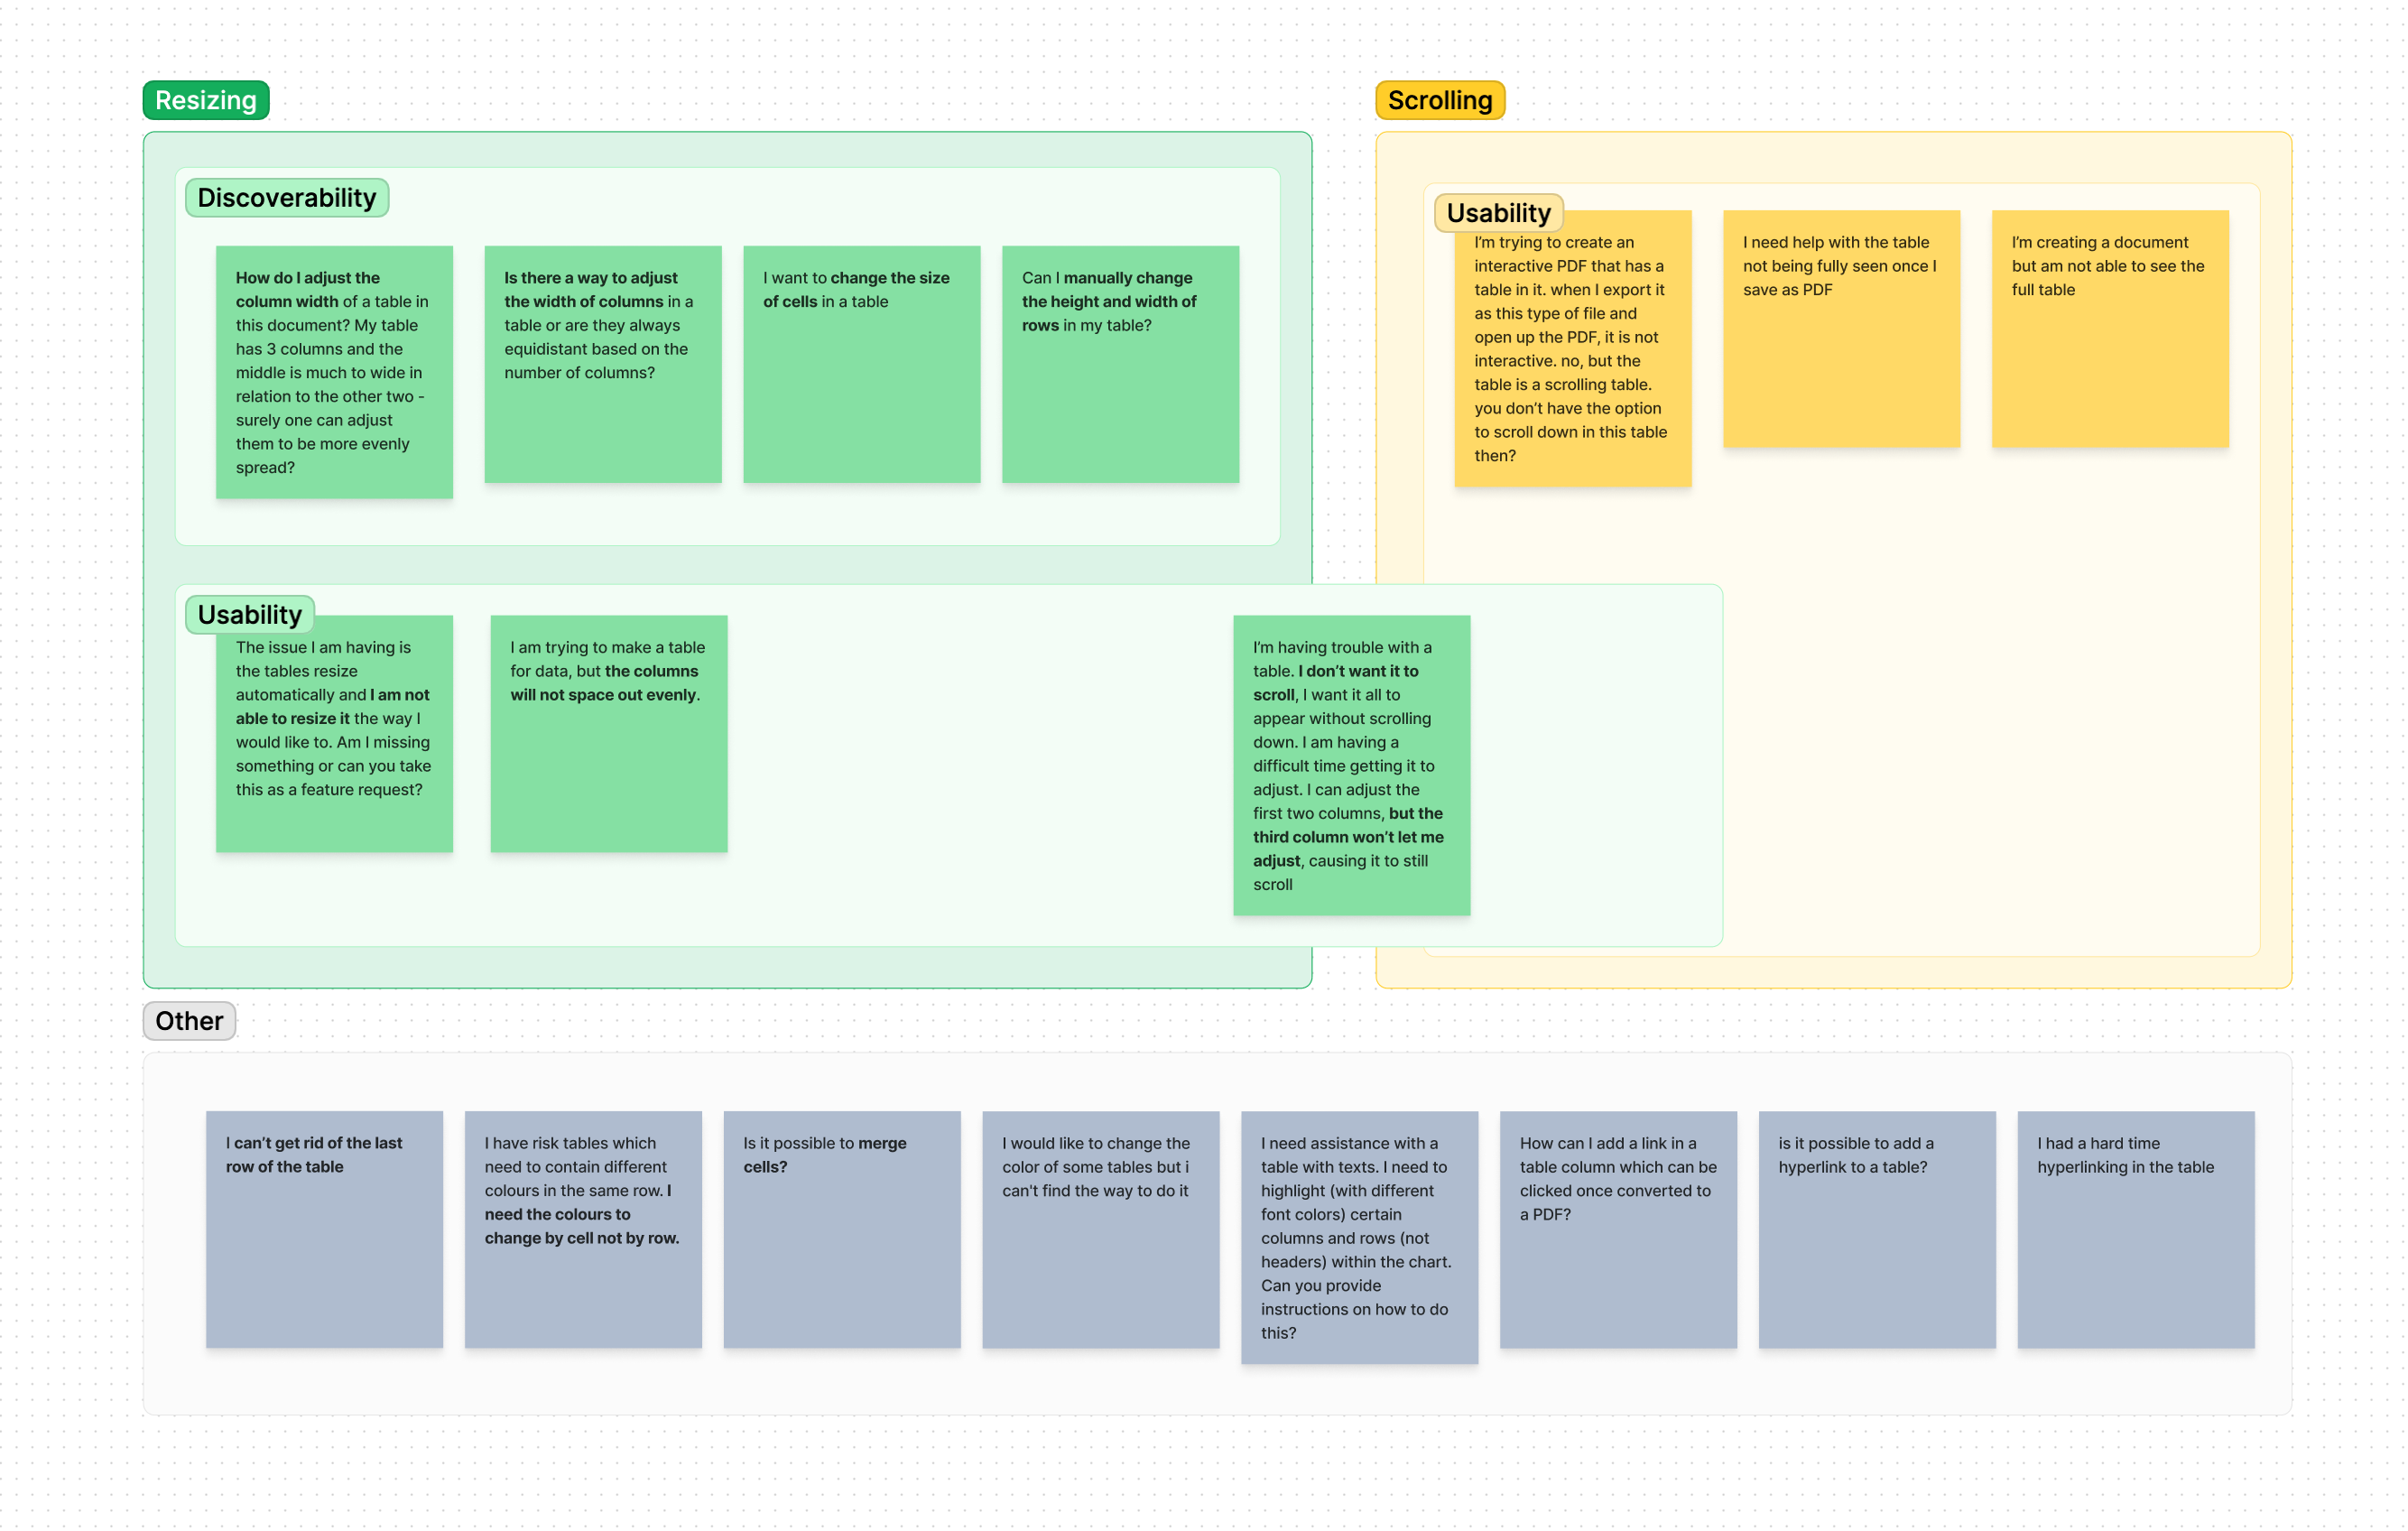 Resizing
Discoverability
How do I adjust the
column width of a table in
this document? My table
has 3 columns and the
middle is much to wide in
relation to the other two -
surely one can adjust
them to be more evenly
spread?
Is there a way to adjust
the width of columns in a
table or are they always
equidistant based on the
number of columns?
I want to change the size
of cells in a table
Can I manually change
the height and width of
rows in my table?
Usability
The issue I am having is
the tables resize
automatically and I am not
able to resize it the way I
would like to. Am I missing
something or can you take
this as a feature request?
I am trying to make a table
for data, but the columns
will not space out evenly.
I’m having trouble with a
table. I don’t want it to
scroll, I want it all to
appear without scrolling
down. I am having a
difficult time getting it to
adjust. I can adjust the
first two columns, but the
third column won’t let me
adjust, causing it to still
scroll
Scrolling
Usability
I’m trying to create an
interactive PDF that has a
table in it. when I export it
as this type of file and
open up the PDF, it is not
interactive. no, but the
table is a scrolling table.
you don’t have the option
to scroll down in this table
then?
I need help with the table
not being fully seen once I
save as PDF
I’m creating a document
but am not able to see the
full table
Other
I can’t get rid of the last
row of the table
I have risk tables which
need to contain different
colours in the same row. I
need the colours to
change by cell not by row.
Is it possible to merge
cells?
I would like to change the
color of some tables but i
can't find the way to do it
I need assistance with a
table with texts. I need to
highlight (with different
font colors) certain
columns and rows (not
headers) within the chart.
Can you provide
instructions on how to do
this?
How can I add a link in a
table column which can be
clicked once converted to
a PDF?
is it possible to add a
hyperlink to a table?
I had a hard time
hyperlinking in the table